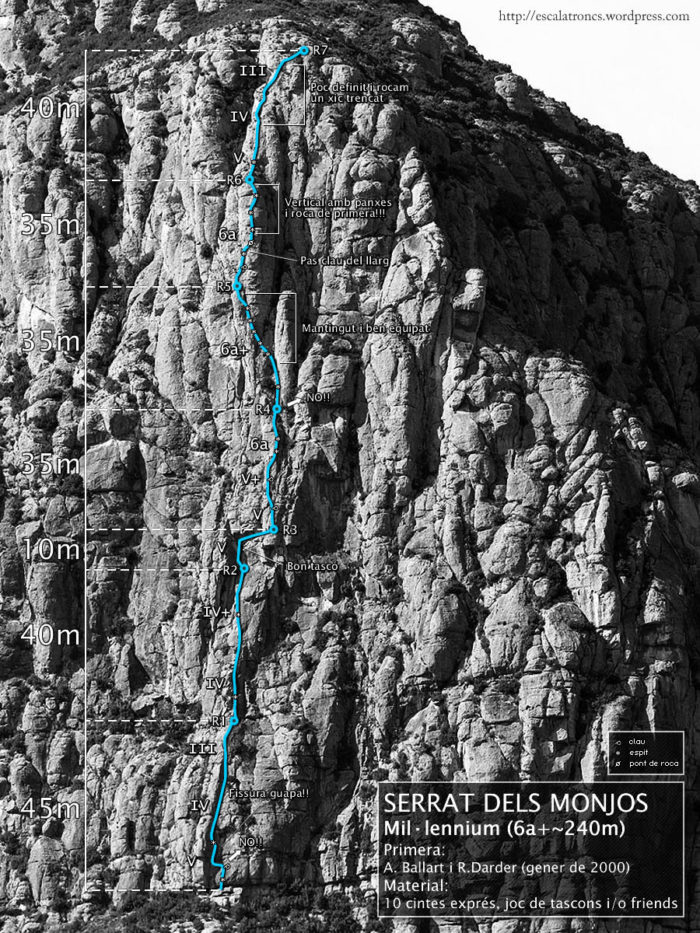 http://escalatroncs.wordpress.com
R7
III
Poc definit i rocam
un xic trencat
40m
IV
V
R6
Vertical amb panxes
i roca de primera!!!
35m
6a
Pas clau del llarg
R5
Mantingut i ben equipat
35m
6a+
V
NO!!
R4
6a
35m
V+
V
R3
V
10m
Bon tascó
R2
IV+
40m
IV
R1
III
Fissura guapa!!
IV
45m
NO!!
V
clau
espit
pont de roca
SERRAT DELS MONJOS
Mil·lennium (6a+~240m)
Primera:
A. Ballart i R.Darder (gener de 2000)
Material:
10 cintes exprés, joc de tascons i/o friends